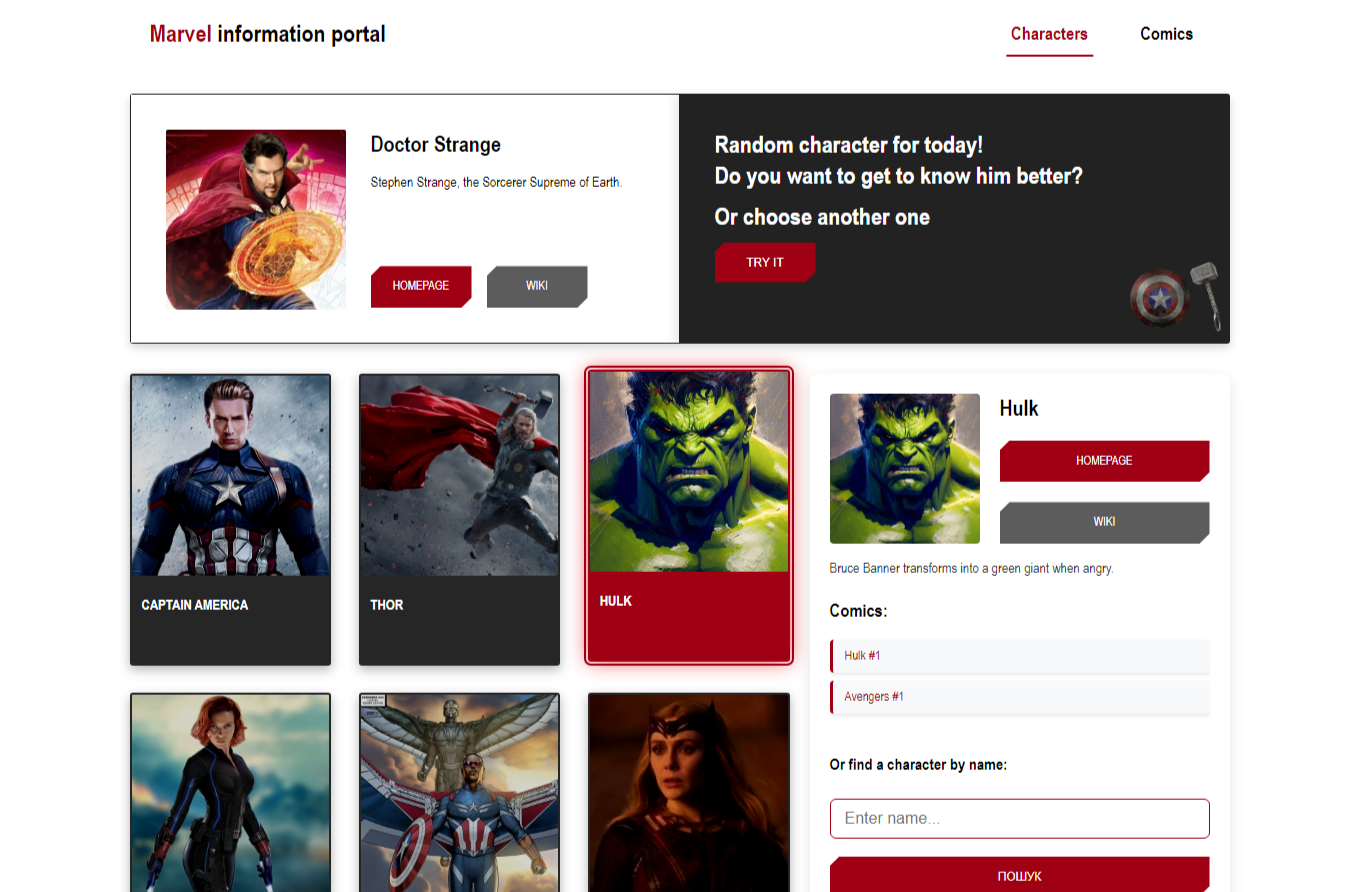 Marvel information portal
Characters
Comics
Doctor Strange
Stephen Strange, the Sorcerer Supreme of Earth.
HOMEPAGE
WIKI
Random character for today!
Do you want to get to know him better?
Or choose another one
TRY IT
CAPTAIN AMERICA
THOR
HULK
Hulk
HOMEPAGE
WIKI
Bruce Banner transforms into a green giant when angry.
Comics:
Hulk #1
Avengers #1
Or find a character by name:
Enter name...
ПОШУК